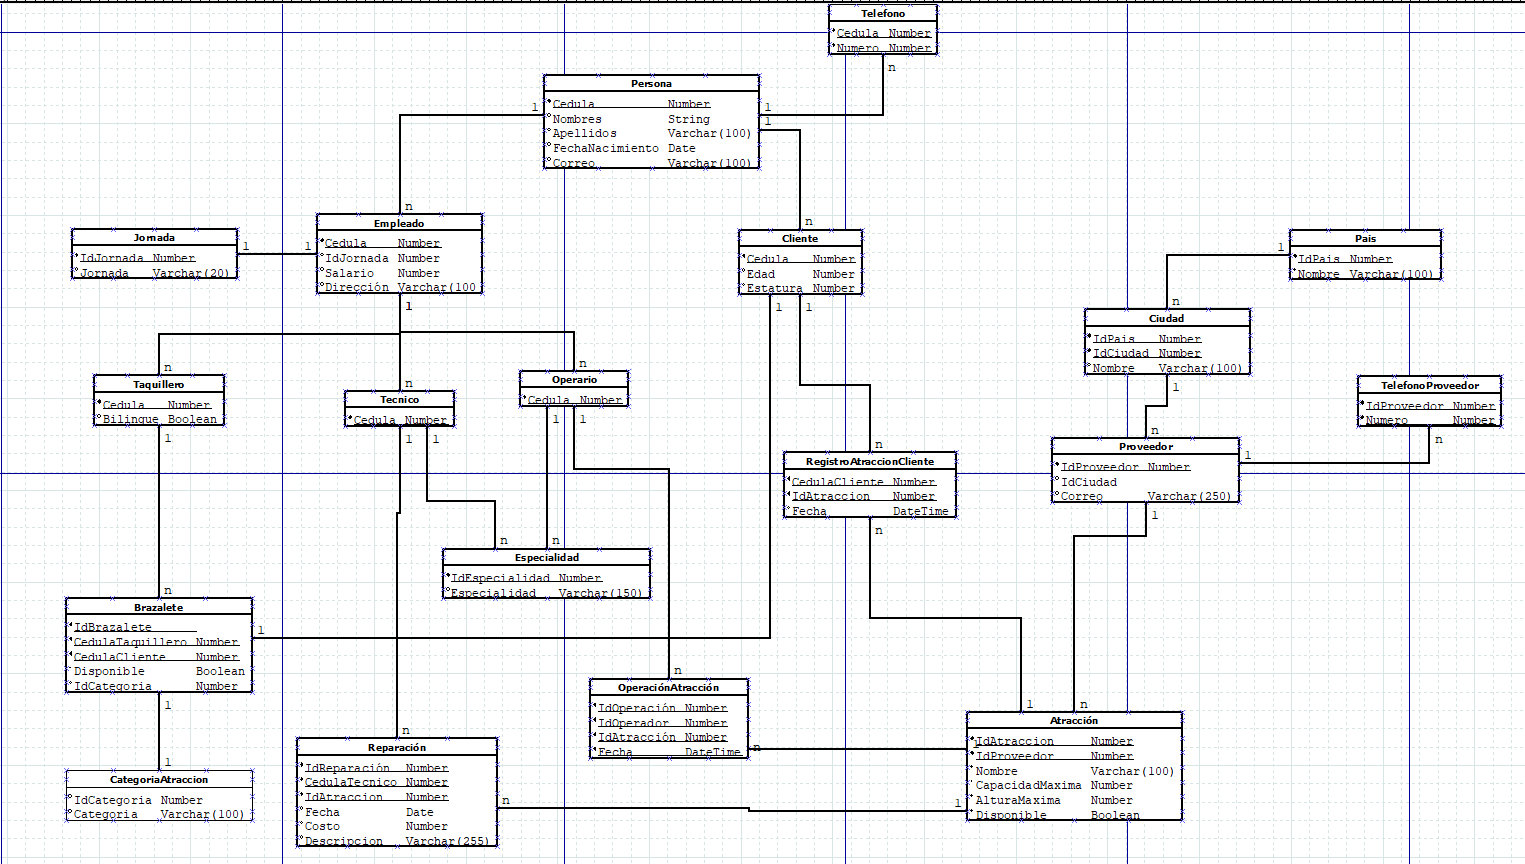 Telefono
Cedula Number
Numero Number
n
Persona
Cedula Number
Nombres String
Apellidos Varchar(100)
FechaNacimiento Date
Correo Varchar(100)
1
1
1
n
Empleado
Cedula Number
IdJornada Number
Salario Number
Dirección Varchar(100
1
1
Jornada
IdJornada Number
Jornada Varchar(20)
1
n
Cliente
Cedula Number
Edad Number
Estatura Number
1
1
Pais
IdPais Number
Nombre Varchar(100)
1
n
Ciudad
IdPais Number
IdCiudad Number
Nombre Varchar(100)
1
n
Taquillero
Cedula Number
Bilingue Boolean
1
n
Tecnico
Cedula Number
1
1
n
Operario
Cedula Number
1
1
TelefonoProveedor
IdProveedor Number
Numero Number
n
n
Proveedor
IdProveedor Number
IdCiudad
Correo Varchar(250)
1
1
n
RegistroAtraccionCliente
CedulaCliente Number
IdAtraccion Number
Fecha DateTime
n
n
n
Especialidad
IdEspecialidad Number
Especialidad Varchar(150)
n
Brazalete
IdBrazalete
CedulaTaquillero Number
CedulaCliente Number
Disponible Boolean
IdCategoria Number
1
1
n
OperaciónAtracción
IdOperación Number
IdOperador Number
IdAtracción Number
Fecha DateTime
n
1
n
Atracción
IdAtraccion Number
IdProveedor Number
Nombre Varchar(100)
CapacidadMaxima Number
AlturaMaxima Number
Disponible Boolean
1
1
n
Reparación
IdReparación Number
CedulaTecnico Number
IdAtraccion Number
Fecha Date
Costo Number
Descripcion Varchar(255)
n
1
CategoriaAtraccion
IdCategoria Number
Categoria Varchar(100)